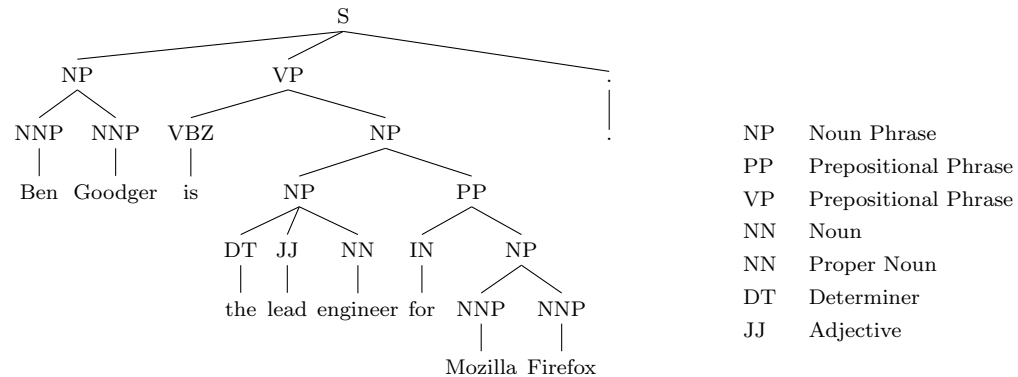 S
NP VP .
NNP NNP VBZ NP .
Ben Goodger is NP PP
DT JJ NN IN NP
the lead engineer for NNP NNP
Mozilla Firefox
NP Noun Phrase
PP Prepositional Phrase
VP Prepositional Phrase
NN Noun
NN Proper Noun
DT Determiner
JJ Adjective